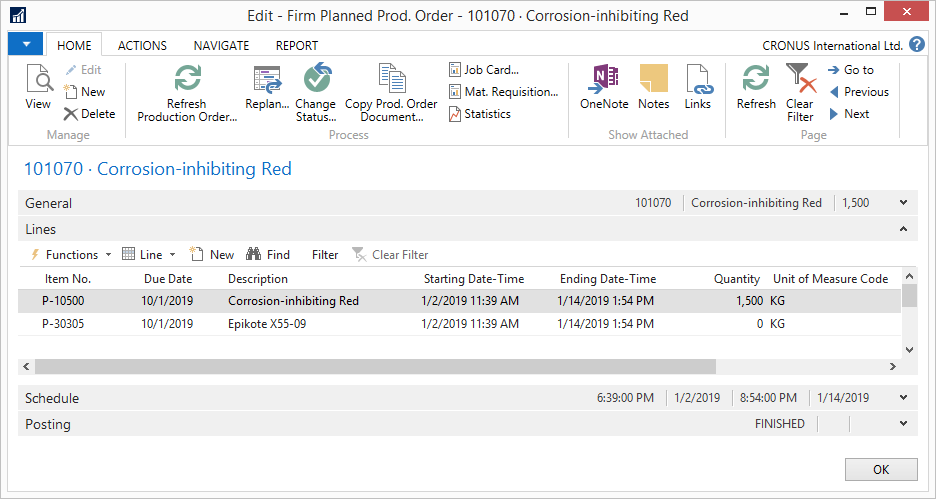 Edit - Firm Planned Prod. Order - 101070 · Corrosion-inhibiting Red
HOME ACTIONS NAVIGATE REPORT CRONUS International Ltd. ?
View Edit New Delete
Refresh Production Order... Replan... Change Status... Copy Prod. Order Document... Job Card... Mat. Requisition... Statistics
OneNote Notes Links
Refresh Clear Filter Go to Previous Next
Manage Process Show Attached Page
101070 · Corrosion-inhibiting Red
General 101070 Corrosion-inhibiting Red 1,500
Lines
Functions Line New Find Filter Clear Filter
Item No. Due Date Description Starting Date-Time Ending Date-Time Quantity Unit of Measure Code
P-10500 10/1/2019 Corrosion-inhibiting Red 1/2/2019 11:39 AM 1/14/2019 1:54 PM 1,500 KG
P-30305 10/1/2019 Epikote X55-09 1/2/2019 11:39 AM 1/14/2019 1:54 PM 0 KG
Schedule 6:39:00 PM 1/2/2019 8:54:00 PM 1/14/2019
Posting FINISHED
OK